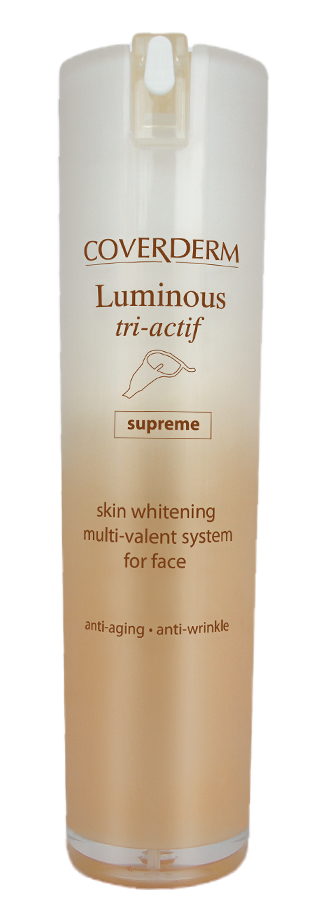 COVERDERM
Luminous
tri-actif
supreme
skin whitening
multi-valent system
for face
anti-aging • anti-wrinkle